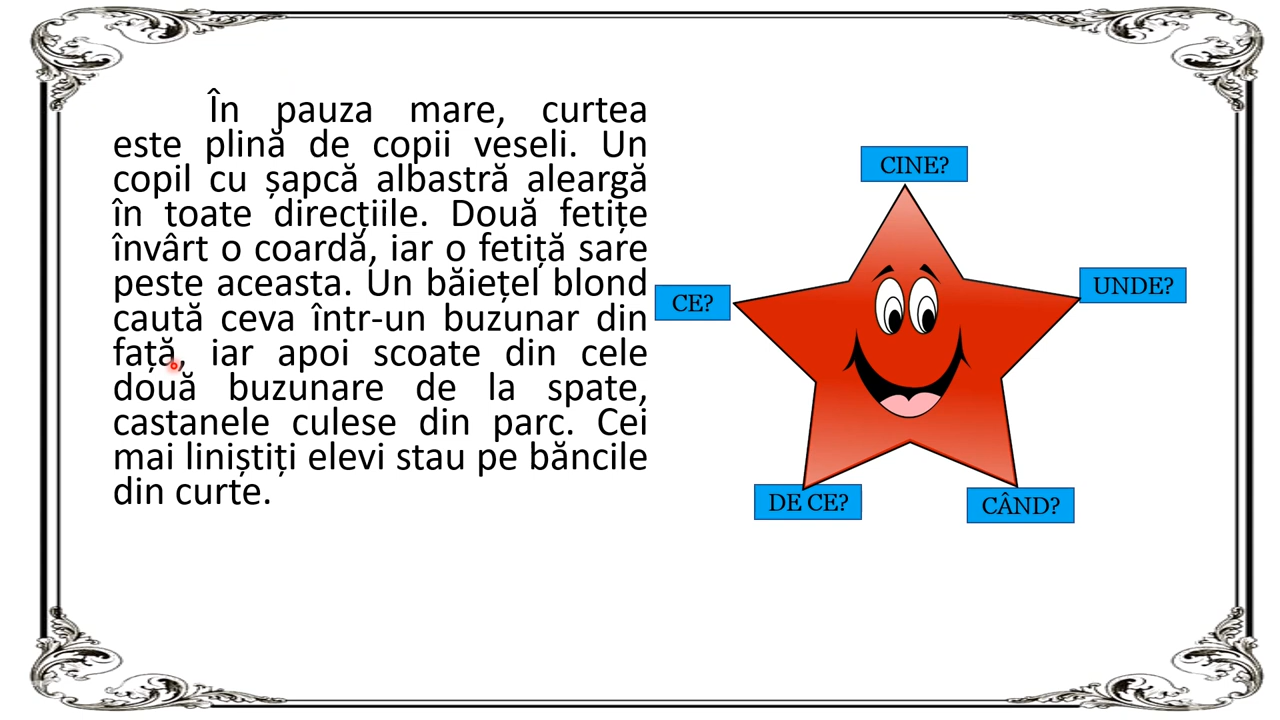 În pauza mare, curtea
este plină de copii veseli. Un
copil cu șapcă albastră aleargă
în toate direcțiile. Două fetițe
învârt o coardă, iar o fetiță sare
peste aceasta. Un băiețel blond
caută ceva într-un buzunar din
față, iar apoi scoate din cele
două buzunare de la spate,
castanele culese din parc. Cei
mai liniștiți elevi stau pe băncile
din curte.
CINE?
UNDE?
CE?
DE CE?
CÂND?